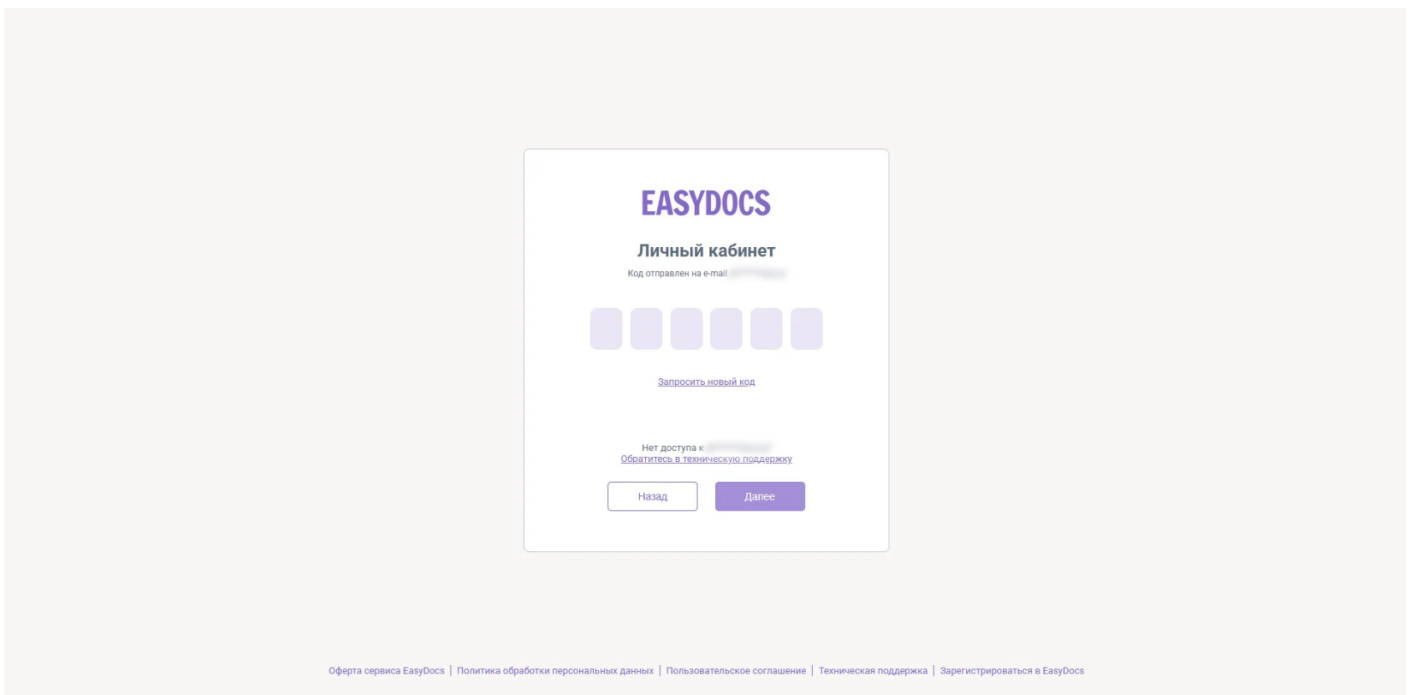 EASYDOCS
Личный кабинет
Код отправлен на e-mail
Запросить новый код
Нет доступа к
Обратитесь в техническую поддержку
Назад Далее
Оферта сервиса EasyDocs | Политика обработки персональных данных | Пользовательское соглашение | Техническая поддержка | Зарегистрироваться в EasyDocs